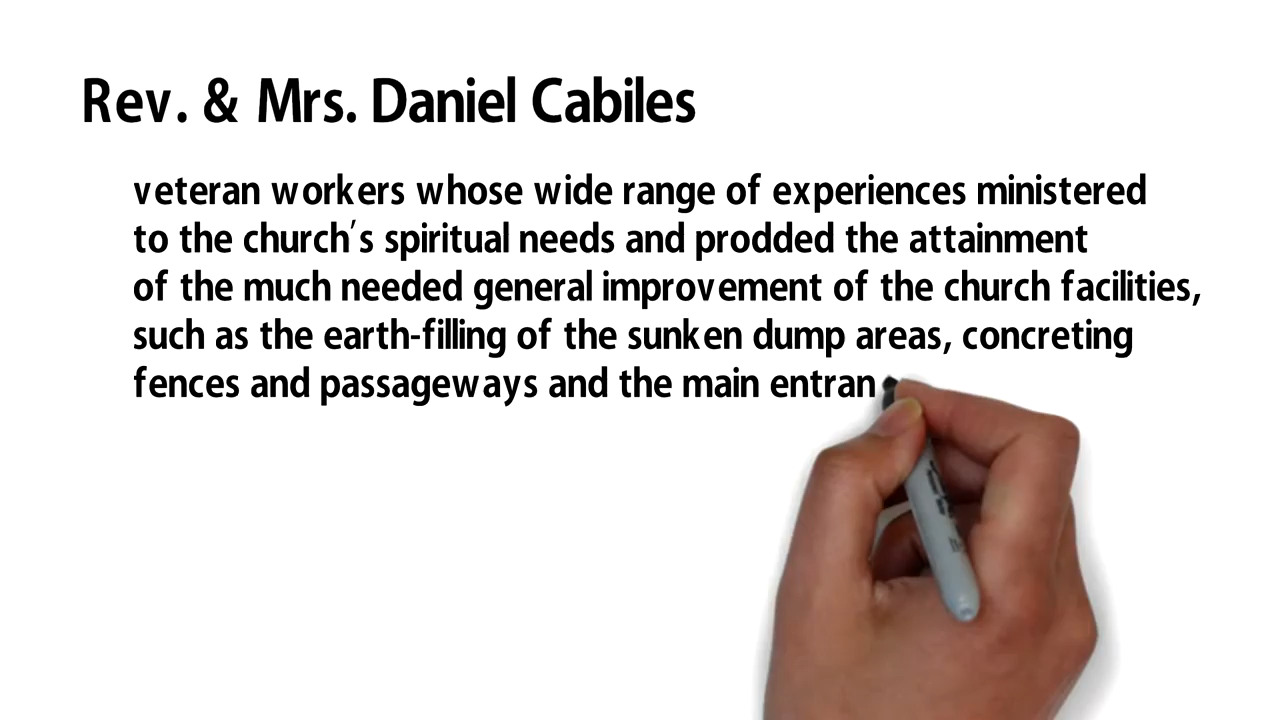 Rev. & Mrs. Daniel Cabiles
veteran workers whose wide range of experiences ministered
to the church's spiritual needs and prodded the attainment
of the much needed general improvement of the church facilities,
such as the earth-filling of the sunken dump areas, concreting
fences and passageways and the main entran